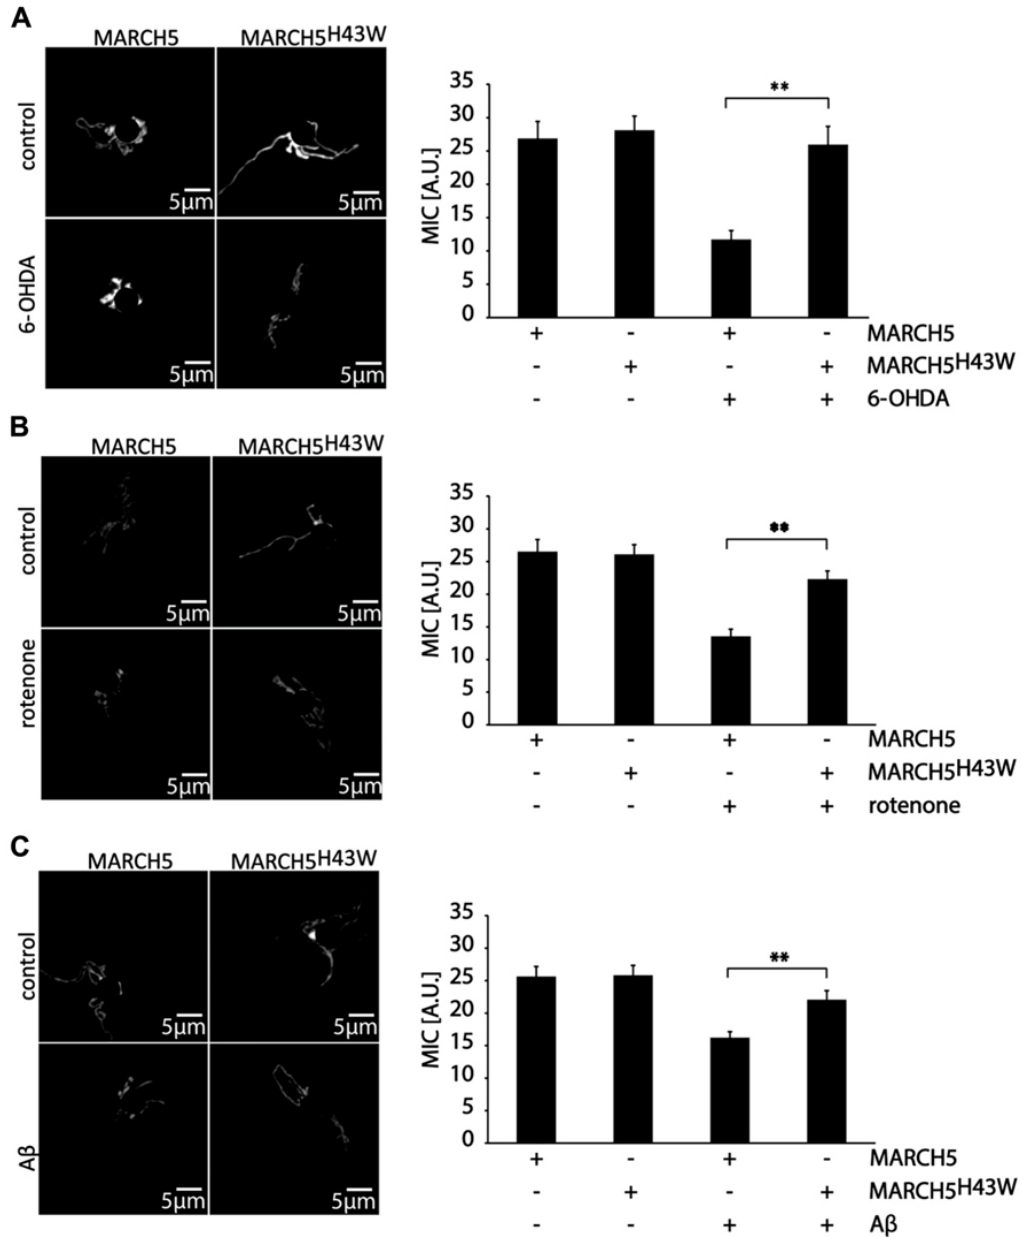 A
MARCH5 MARCH5H43W
control
5µm 5µm
6-OHDA
5µm 5µm
MIC [A.U.]
35
30
25
20
15
10
5
0
**
+ - + - MARCH5
- + - + MARCH5H43W
- - + + 6-OHDA
B
MARCH5 MARCH5H43W
control
5µm 5µm
rotenone
5µm 5µm
MIC [A.U.]
35
30
25
20
15
10
5
0
**
+ - + - MARCH5
- + - + MARCH5H43W
- - + + rotenone
C
MARCH5 MARCH5H43W
control
5µm 5µm
Aβ
5µm 5µm
MIC [A.U.]
35
30
25
20
15
10
5
0
**
+ - + - MARCH5
- + - + MARCH5H43W
- - + + Aβ